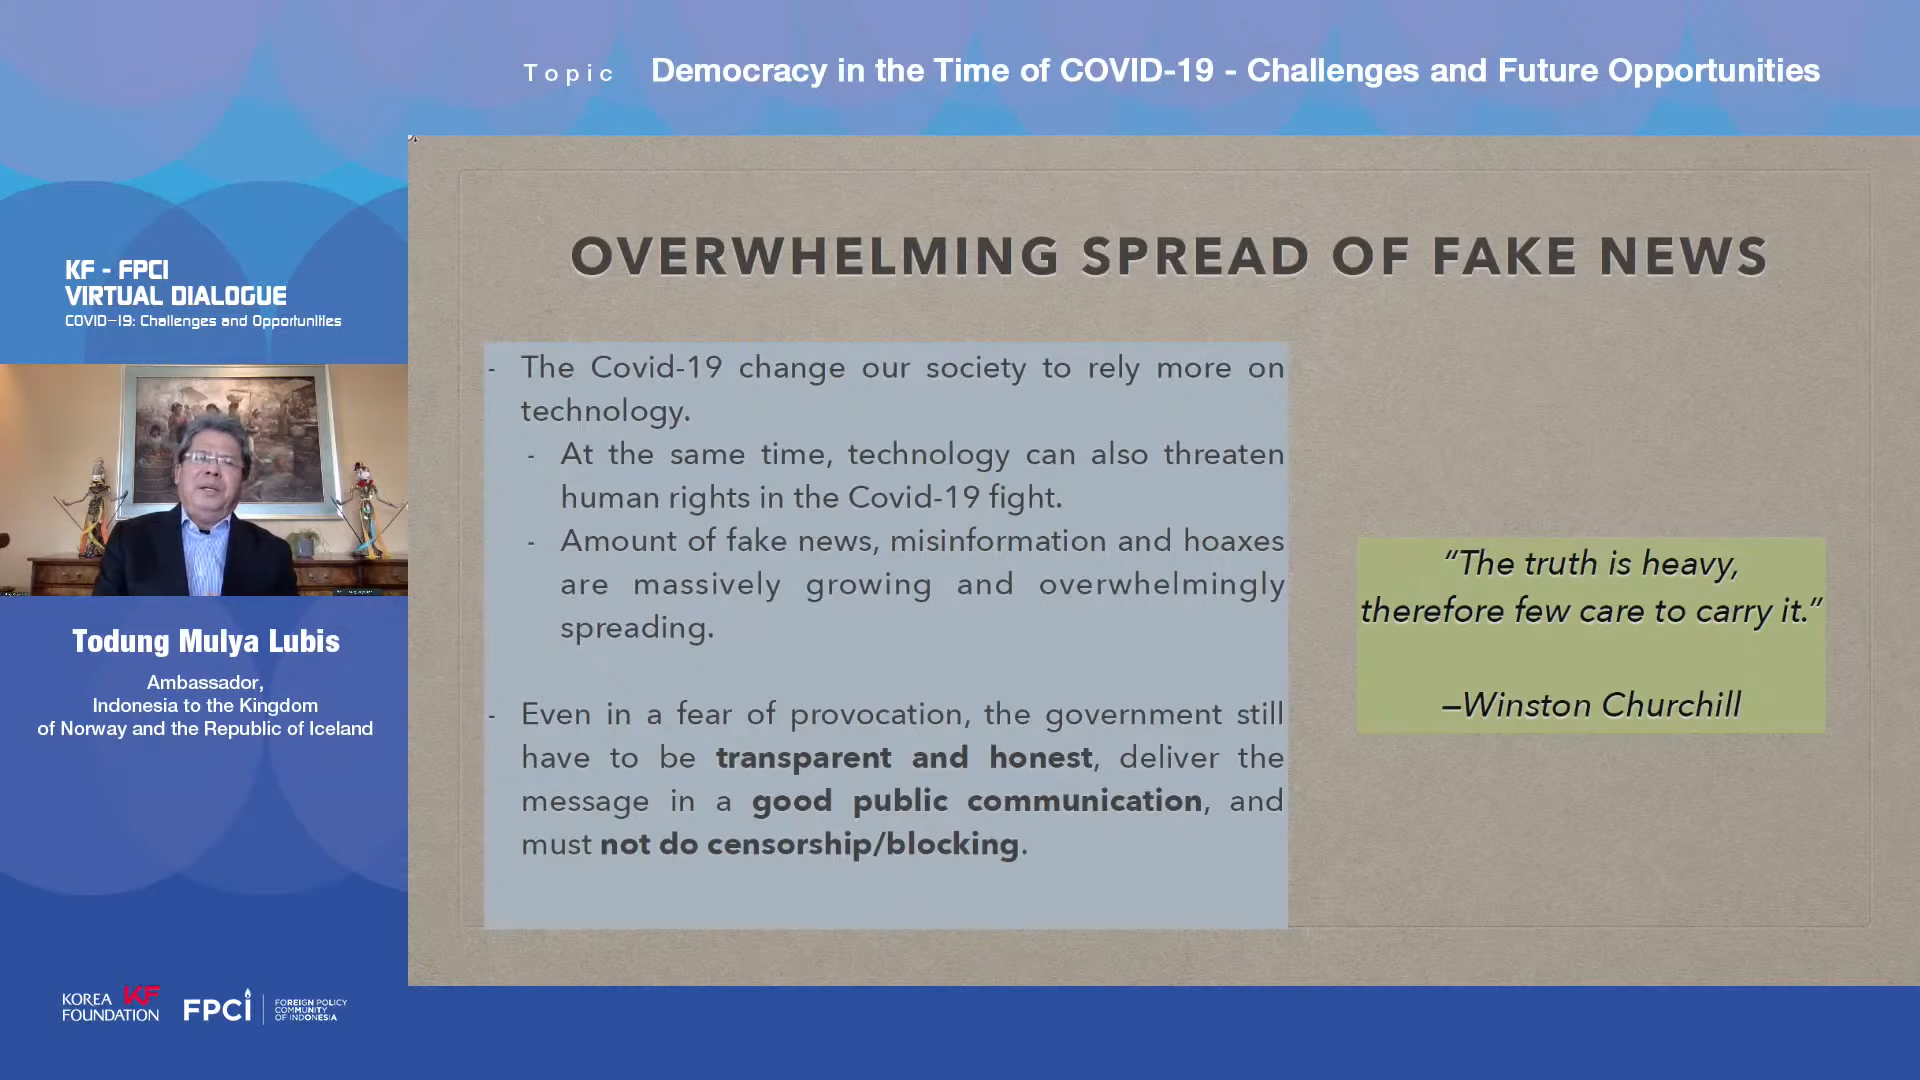 Topic Democracy in the Time of COVID-19 - Challenges and Future Opportunities
KF - FPCI
VIRTUAL DIALOGUE
COVID-19: Challenges and Opportunities
Todung Mulya Lubis
Ambassador,
Indonesia to the Kingdom
of Norway and the Republic of Iceland
KOREA KF
FOUNDATION
FPCI
FOREIGN POLICY
COMMUNITY
OF INDONESIA
OVERWHELMING SPREAD OF FAKE NEWS
- The Covid-19 change our society to rely more on
technology.
- At the same time, technology can also threaten
human rights in the Covid-19 fight.
- Amount of fake news, misinformation and hoaxes
are massively growing and overwhelmingly
spreading.
- Even in a fear of provocation, the government still
have to be transparent and honest, deliver the
message in a good public communication, and
must not do censorship/blocking.
“The truth is heavy,
therefore few care to carry it.”
–Winston Churchill